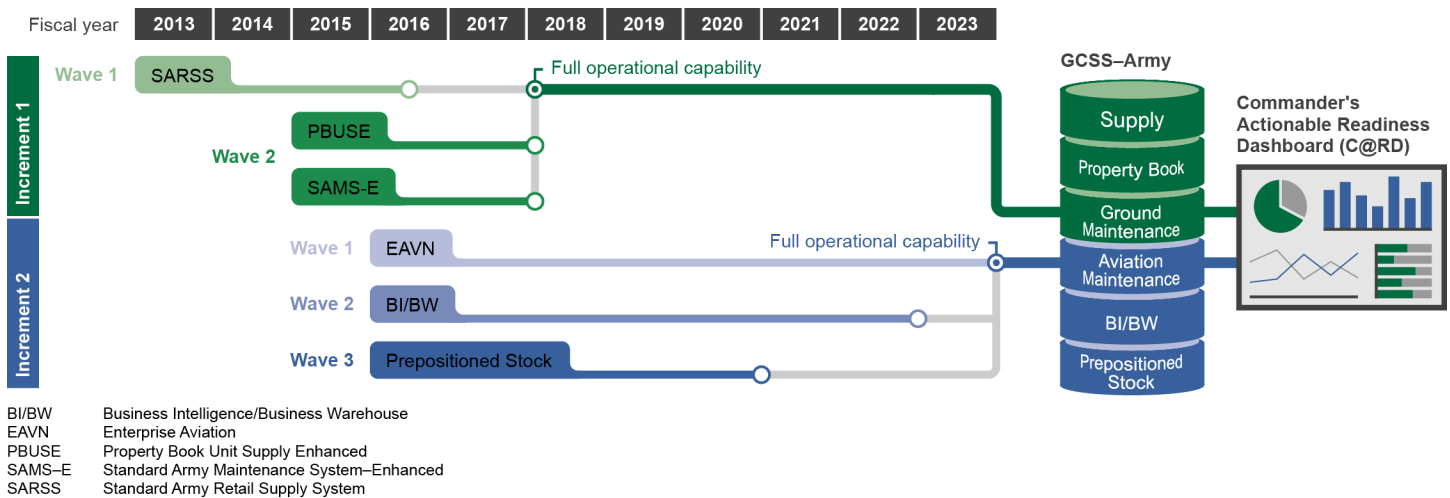 Fiscal year 2013 2014 2015 2016 2017 2018 2019 2020 2021 2022 2023
Increment 1
Wave 1
SARSS
Full operational capability
Wave 2
PBUSE
SAMS-E
Increment 2
Wave 1
EAVN
Full operational capability
Wave 2
BI/BW
Wave 3
Prepositioned Stock
GCSS–Army
Supply
Property Book
Ground
Maintenance
Aviation
Maintenance
BI/BW
Prepositioned
Stock
Commander's
Actionable Readiness
Dashboard (C@RD)
BI/BW Business Intelligence/Business Warehouse
EAVN Enterprise Aviation
PBUSE Property Book Unit Supply Enhanced
SAMS–E Standard Army Maintenance System–Enhanced
SARSS Standard Army Retail Supply System